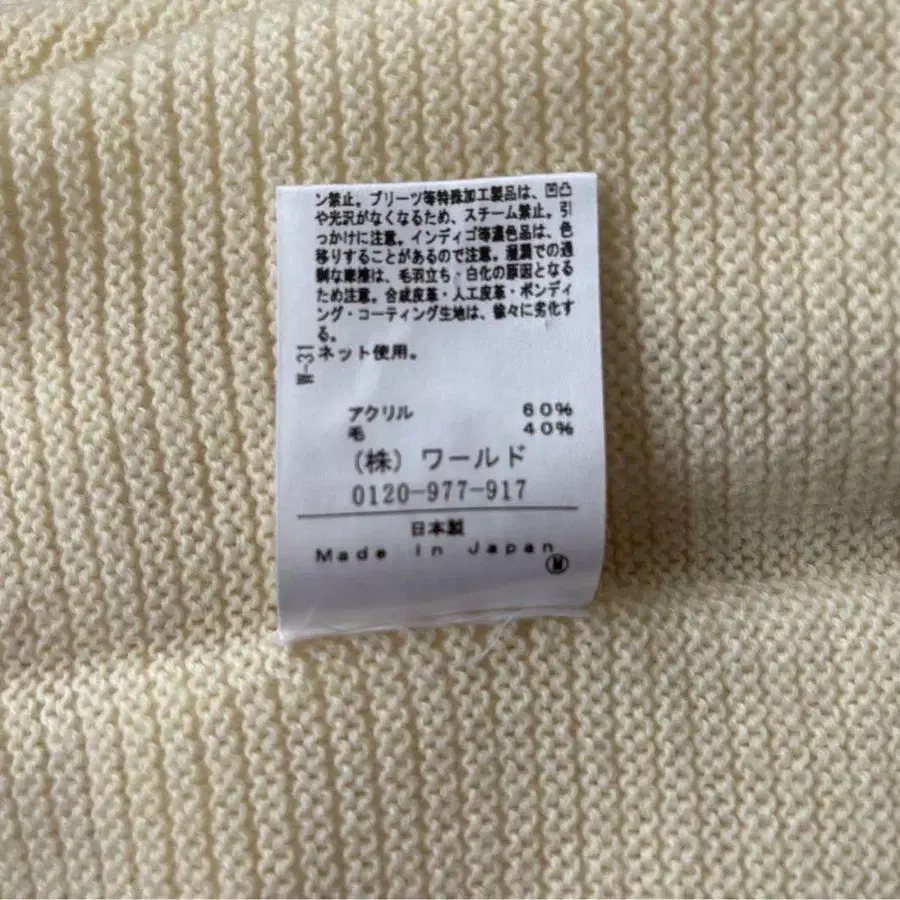 ン禁止。プリーツ等特殊加工製品は、凹凸
や光沢がなくなるため、スチーム禁止。引
っかけに注意。インディゴ等濃色品は、色
移りすることがあるので注意。湿潤での過
剰な摩擦は、毛羽立ち・白化の原因となる
ため注意。合成皮革・人工皮革・ボンディ
ング・コーティング生地は、徐々に劣化す
る。
ネット使用。
W-31
アクリル 60%
毛 40%
(株)ワールド
0120-977-917
日本製
Made in Japan
M